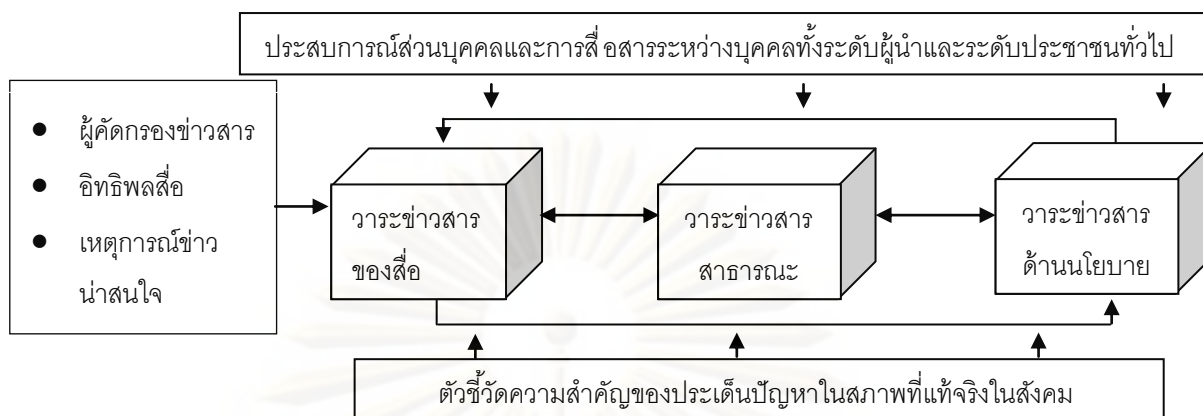 ประสบการณ์ส่วนบุคคลและการสื่อสารระหว่างบุคคลทั้งระดับผู้นำและระดับประชาชนทั่วไป
● ผู้คัดกรองข่าวสาร
● อิทธิพลสื่อ
● เหตุการณ์ข่าว
น่าสนใจ
วาระข่าวสาร
ของสื่อ
วาระข่าวสาร
สาธารณะ
วาระข่าวสาร
ด้านนโยบาย
ตัวชี้วัดความสำคัญของประเด็นปัญหาในสภาพที่แท้จริงในสังคม